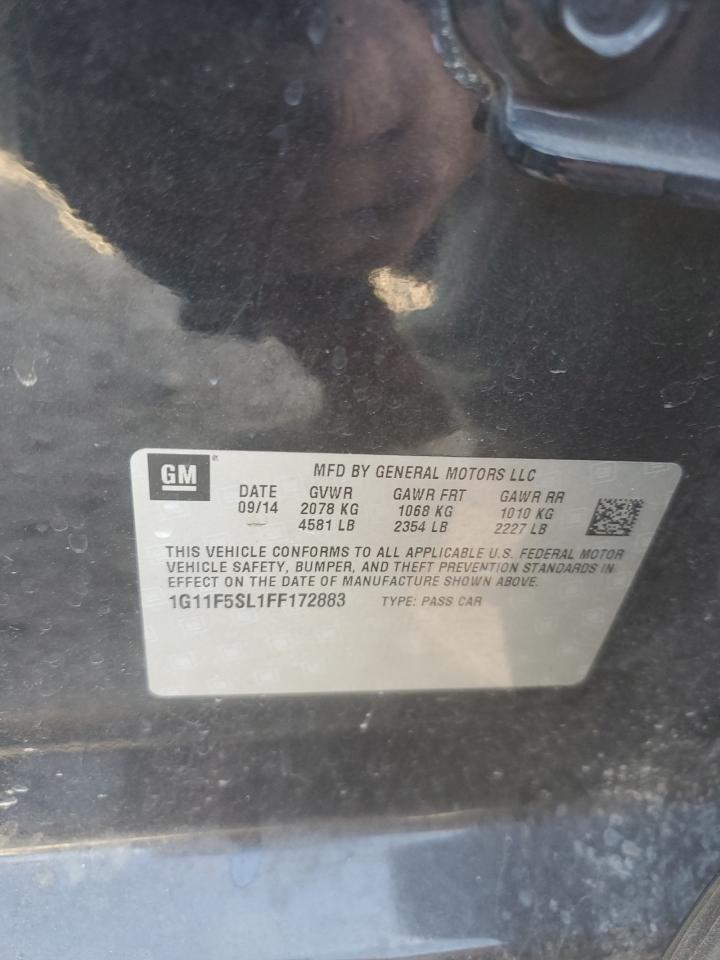 GM
MFD BY GENERAL MOTORS LLC
DATE GVWR GAWR FRT GAWR RR
09/14 2078 KG 1068 KG 1010 KG
4581 LB 2354 LB 2227 LB
THIS VEHICLE CONFORMS TO ALL APPLICABLE U.S. FEDERAL MOTOR
VEHICLE SAFETY, BUMPER, AND THEFT PREVENTION STANDARDS IN
EFFECT ON THE DATE OF MANUFACTURE SHOWN ABOVE.
1G11F5SL1FF172883 TYPE: PASS CAR